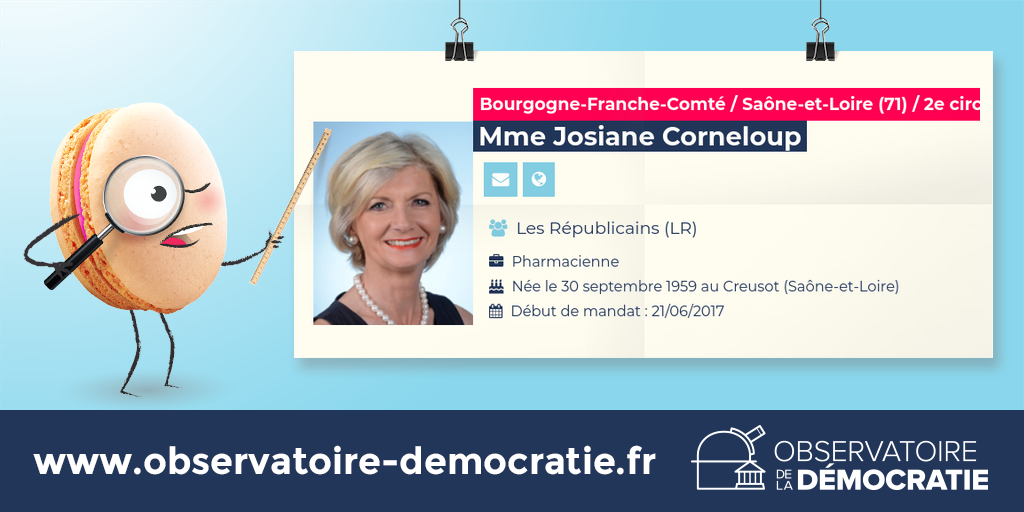 Bourgogne-Franche-Comté / Saône-et-Loire (71) / 2e circ
Mme Josiane Corneloup
Les Républicains (LR)
Pharmacienne
Née le 30 septembre 1959 au Creusot (Saône-et-Loire)
Début de mandat : 21/06/2017
www.observatoire-democratie.fr
OBSERVATOIRE
DE LA DÉMOCRATIE